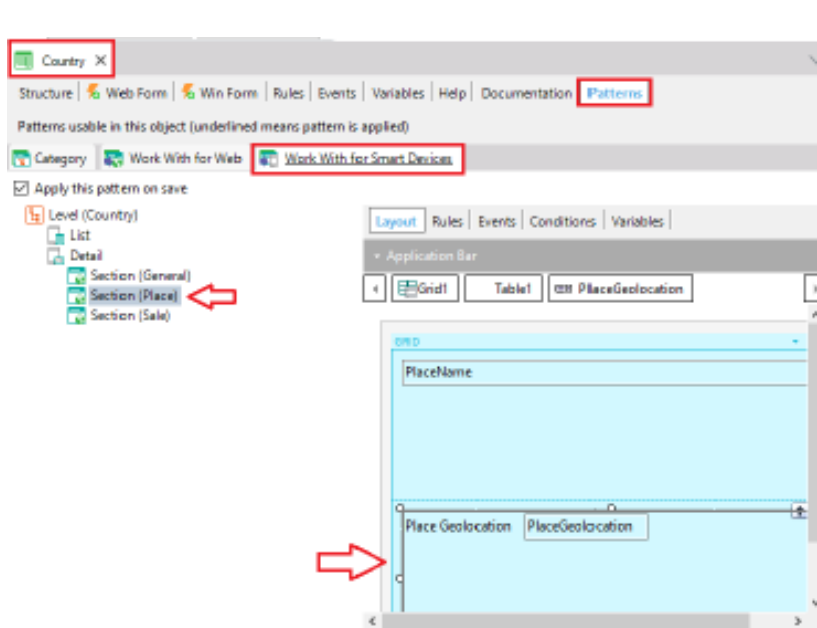 Country X
Structure Web Form Win Form Rules Events Variables Help Documentation Patterns
Patterns usable in this object (underlined means pattern is applied)
Category Work With for Web Work With for Smart Devices
Apply this pattern on save
Level (Country)
List
Detail
Section (General)
Section (Place)
Section (Sale)
Layout Rules Events Conditions Variables
Application Bar
Grid1 Table1 PlaceGeolocation
GRID
PlaceName
Place Geolocation PlaceGeolocation